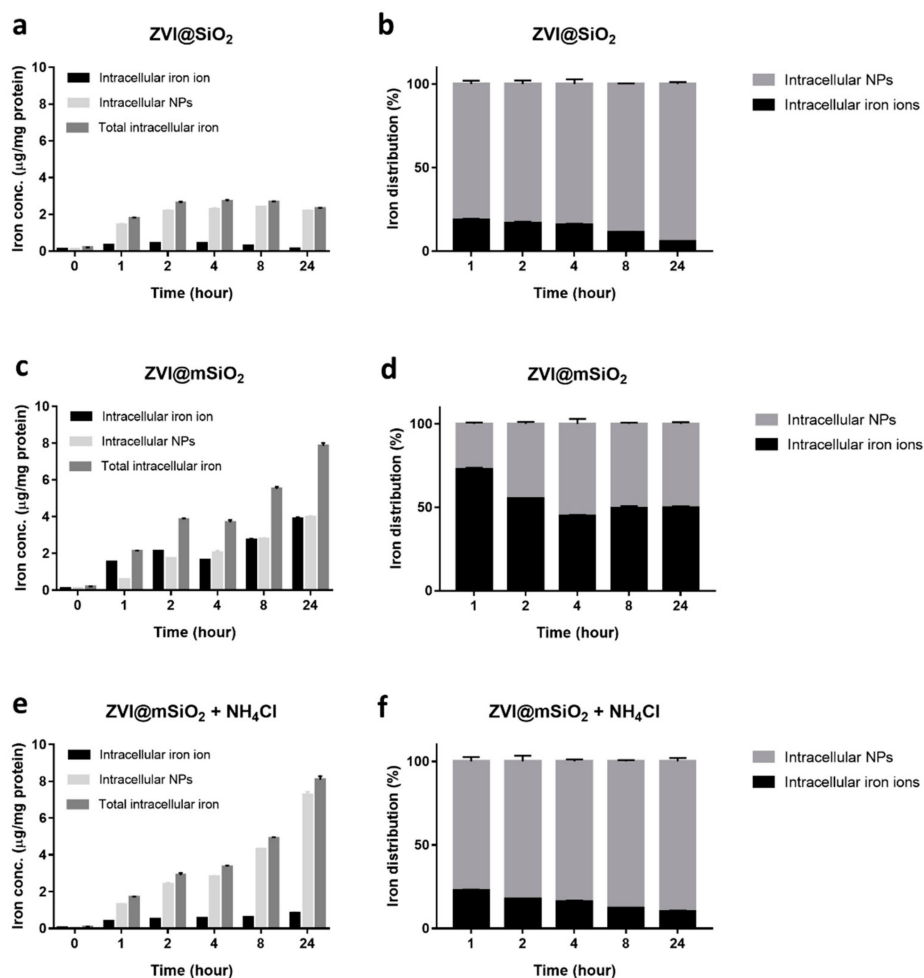 a
ZVI@SiO₂
Iron conc. (μg/mg protein)
10
8
6
4
2
0
Intracellular iron ion
Intracellular NPs
Total intracellular iron
0 1 2 4 8 24
Time (hour)
b
ZVI@SiO₂
Iron distribution (%)
100
50
0
Intracellular NPs
Intracellular iron ions
1 2 4 8 24
Time (hour)
c
ZVI@mSiO₂
Iron conc. (μg/mg protein)
10
8
6
4
2
0
Intracellular iron ion
Intracellular NPs
Total intracellular iron
0 1 2 4 8 24
Time (hour)
d
ZVI@mSiO₂
Iron distribution (%)
100
50
0
Intracellular NPs
Intracellular iron ions
1 2 4 8 24
Time (hour)
e
ZVI@mSiO₂ + NH₄Cl
Iron conc. (μg/mg protein)
10
8
6
4
2
0
Intracellular iron ion
Intracellular NPs
Total intracellular iron
0 1 2 4 8 24
Time (hour)
f
ZVI@mSiO₂ + NH₄Cl
Iron distribution (%)
100
50
0
Intracellular NPs
Intracellular iron ions
1 2 4 8 24
Time (hour)